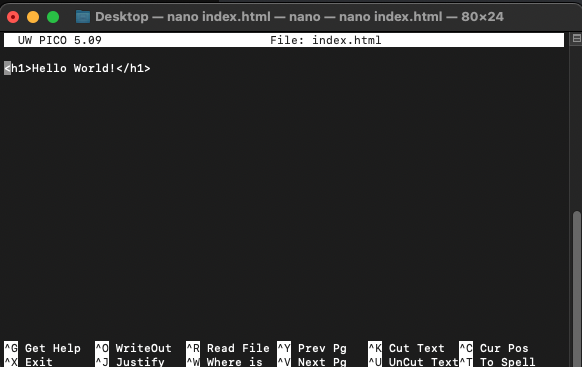 Desktop — nano index.html — nano — nano index.html — 80×24
UW PICO 5.09 File: index.html
<h1>Hello World!</h1>
^G Get Help ^O WriteOut ^R Read File ^Y Prev Pg ^K Cut Text ^C Cur Pos
^X Exit ^J Justify ^W Where is ^V Next Pg ^U UnCut Text ^T To Spell